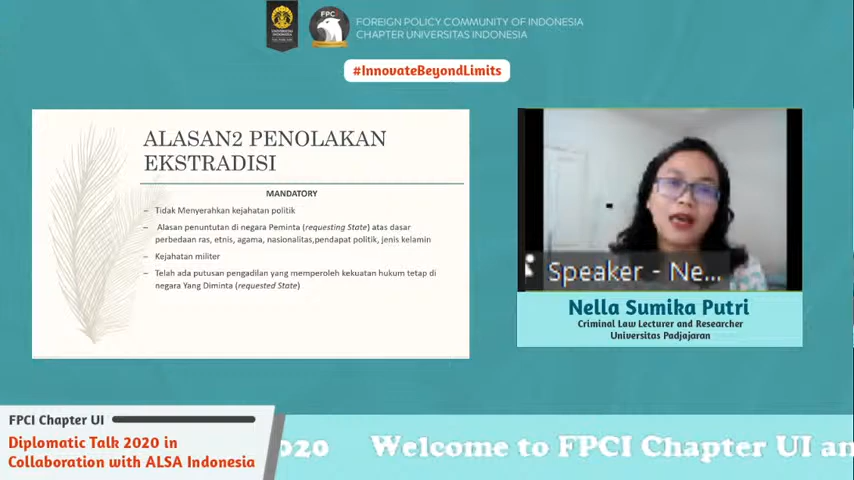 FOREIGN POLICY COMMUNITY OF INDONESIA
CHAPTER UNIVERSITAS INDONESIA
FPC
#InnovateBeyondLimits
ALASAN2 PENOLAKAN
EKSTRADISI
MANDATORY
– Tidak Menyerahkan kejahatan politik
– Alasan penuntutan di negara Peminta (requesting State) atas dasar
perbedaan ras, etnis, agama, nasionalitas,pendapat politik, jenis kelamin
– Kejahatan militer
– Telah ada putusan pengadilan yang memperoleh kekuatan hukum tetap di
negara Yang Diminta (requested State)
Speaker - Ne...
Nella Sumika Putri
Criminal Law Lecturer and Researcher
Universitas Padjajaran
FPCI Chapter UI
Diplomatic Talk 2020 in
Collaboration with ALSA Indonesia
2020 Welcome to FPCI Chapter UI an